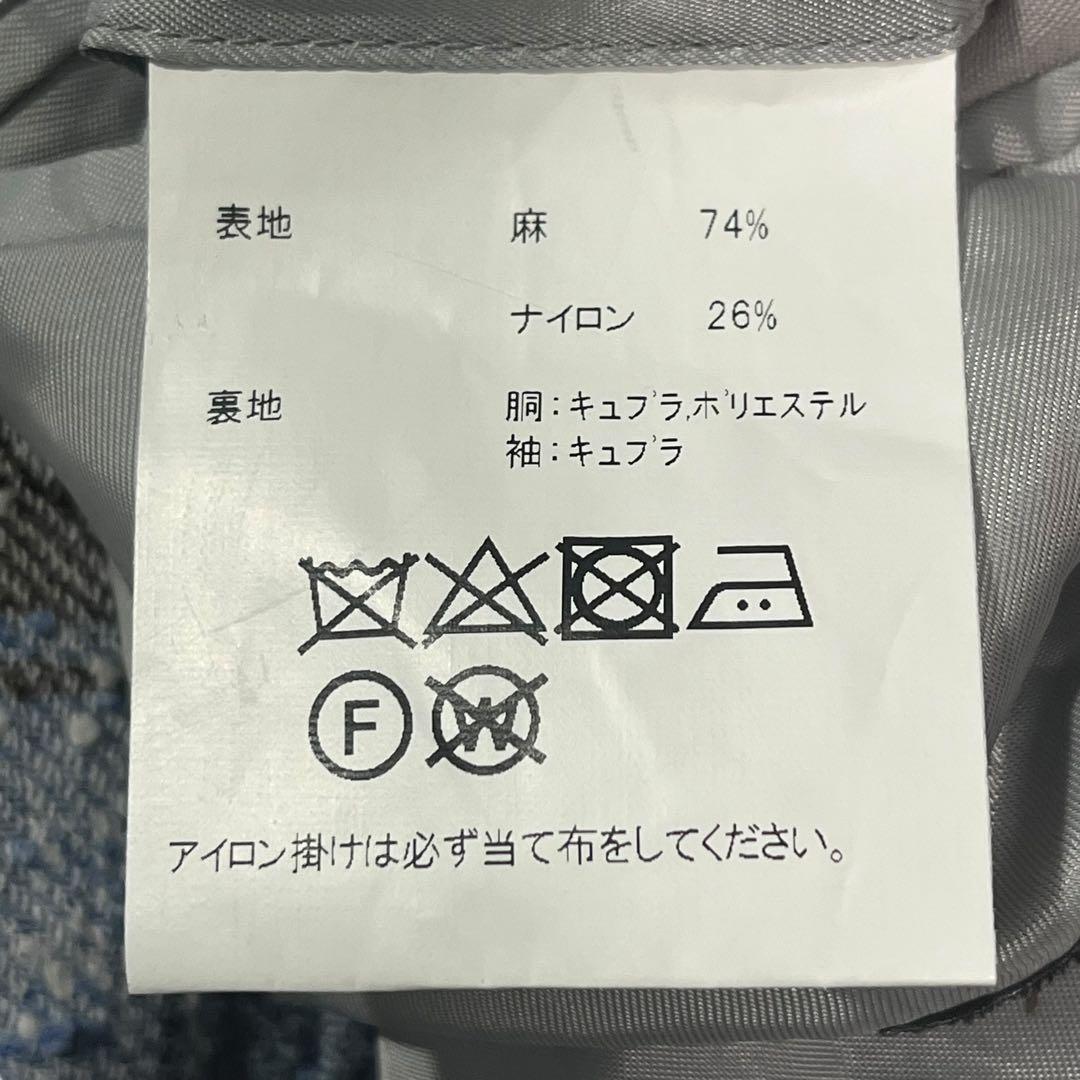 表地 麻 74%
ナイロン 26%
裏地 胴:キュプラ,ポリエステル
袖:キュプラ
F W
アイロン掛けは必ず当て布をしてください。